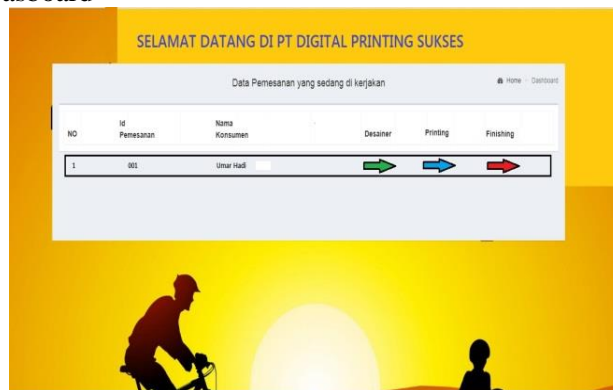 SELAMAT DATANG DI PT DIGITAL PRINTING SUKSES
Data Pemesanan yang sedang di kerjakan
Home - Dashboard
NO Id Pemesanan Nama Konsumen Desainer Printing Finishing
1 001 Umar Hadi